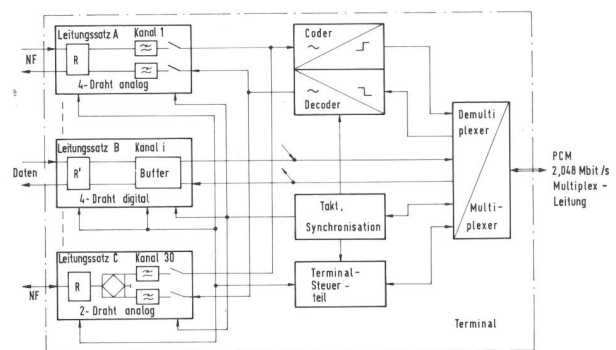 Leitungssatz A Kanal 1
NF
R
4-Draht analog
Leitungssatz B Kanal i
Daten
R'
Buffer
4-Draht digital
Leitungssatz C Kanal 30
NF
R
2-Draht analog
Coder
Decoder
Takt,
Synchronisation
Terminal-
Steuer-
teil
Demulti
plexer
Multi-
plexer
PCM
2,048 Mbit/s
Multiplex-
Leitung
Terminal